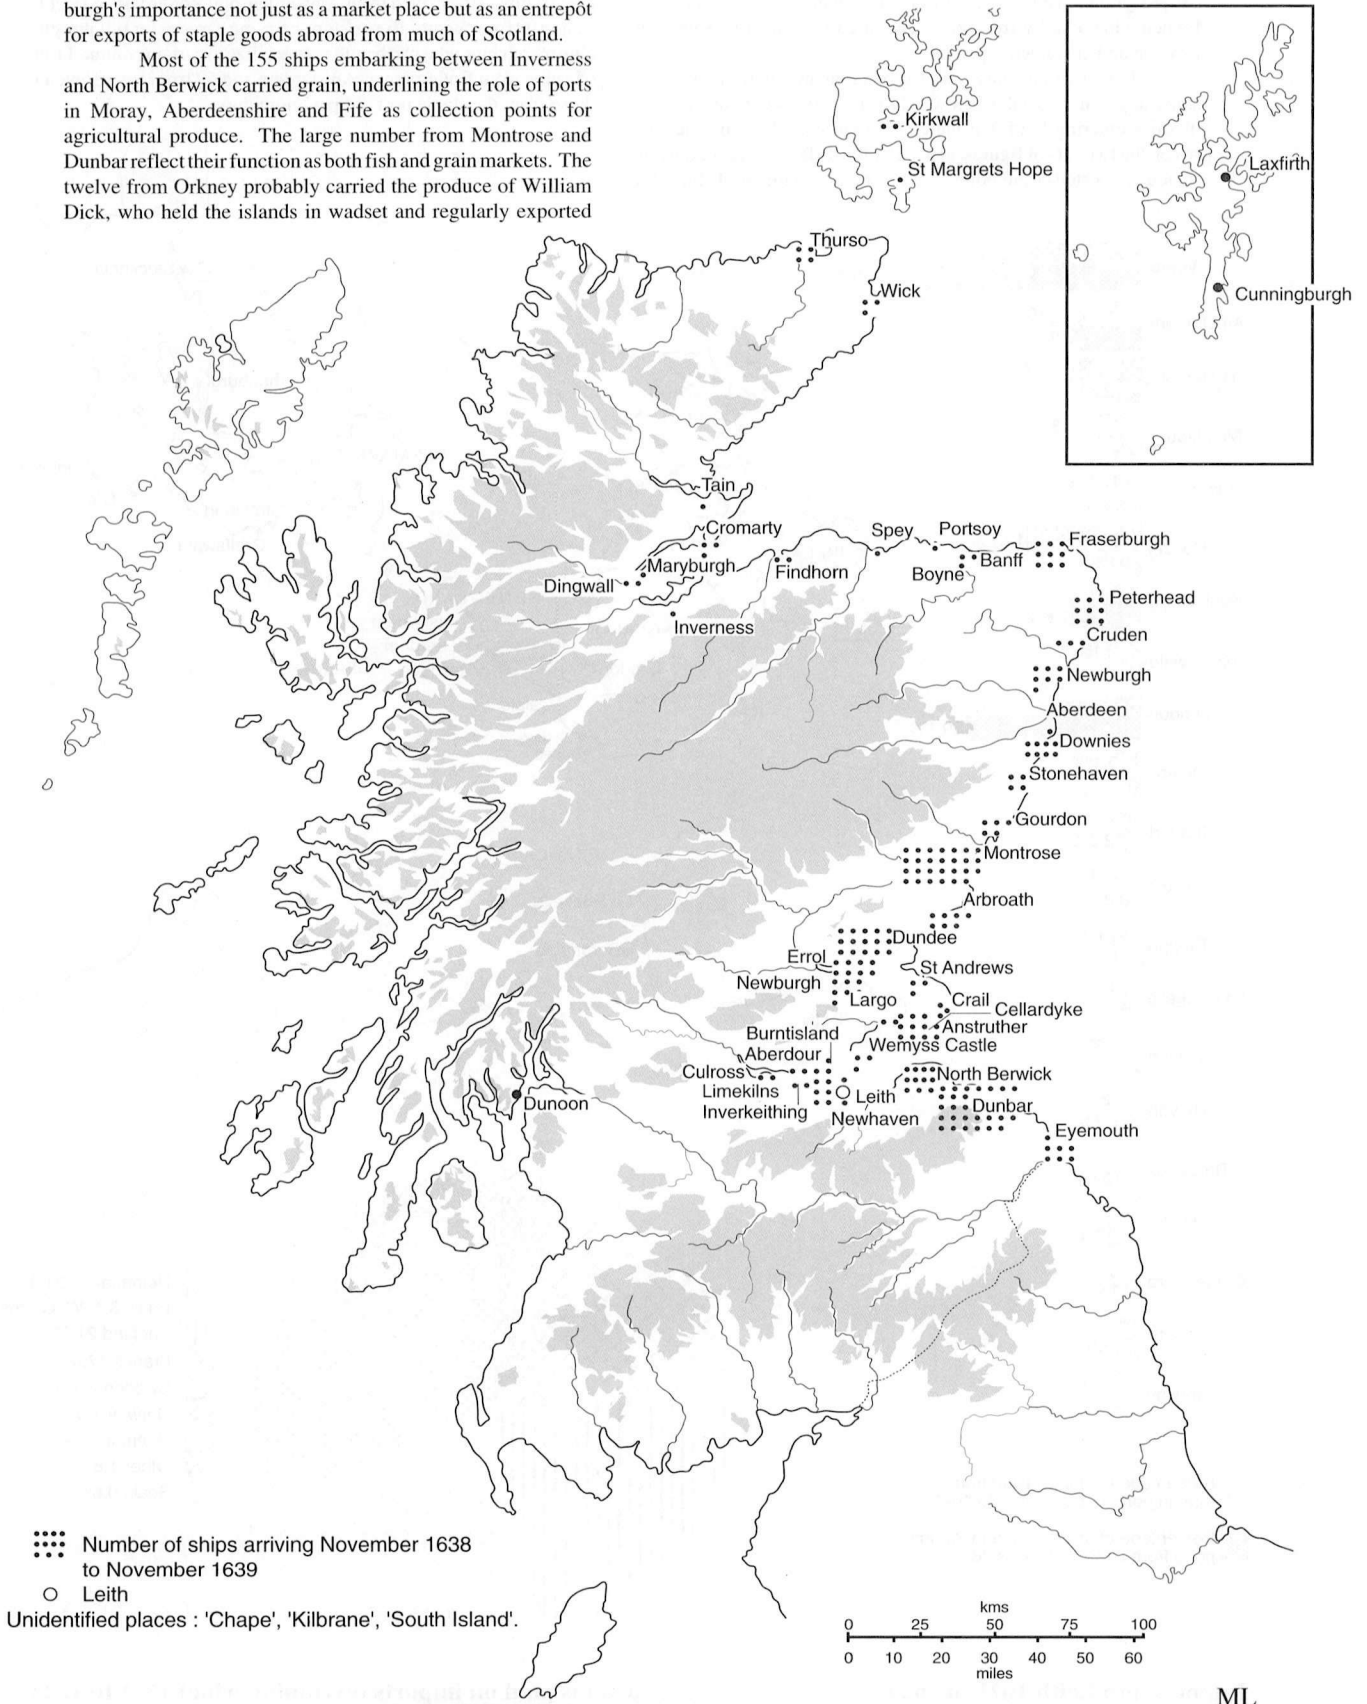 burgh's importance not just as a market place but as an entrepôt
for exports of staple goods abroad from much of Scotland.
Most of the 155 ships embarking between Inverness
and North Berwick carried grain, underlining the role of ports
in Moray, Aberdeenshire and Fife as collection points for
agricultural produce. The large number from Montrose and
Dunbar reflect their function as both fish and grain markets. The
twelve from Orkney probably carried the produce of William
Dick, who held the islands in wadset and regularly exported
Kirkwall
St Margrets Hope
Laxfirth
Cunningburgh
Thurso
Wick
Tain
Cromarty
Maryburgh
Dingwall
Findhorn
Inverness
Spey
Portsoy
Boyne
Banff
Fraserburgh
Peterhead
Cruden
Newburgh
Aberdeen
Downies
Stonehaven
Gourdon
Montrose
Arbroath
Dundee
Errol
Newburgh
St Andrews
Largo
Crail
Cellardyke
Anstruther
Burntisland
Wemyss Castle
Aberdour
Culross
North Berwick
Limekilns
Leith
Inverkeithing
Dunbar
Newhaven
Dunoon
Eyemouth
Number of ships arriving November 1638
to November 1639
Leith
Unidentified places : 'Chape', 'Kilbrane', 'South Island'.
kms
0 25 50 75 100
0 10 20 30 40 50 60
miles
ML